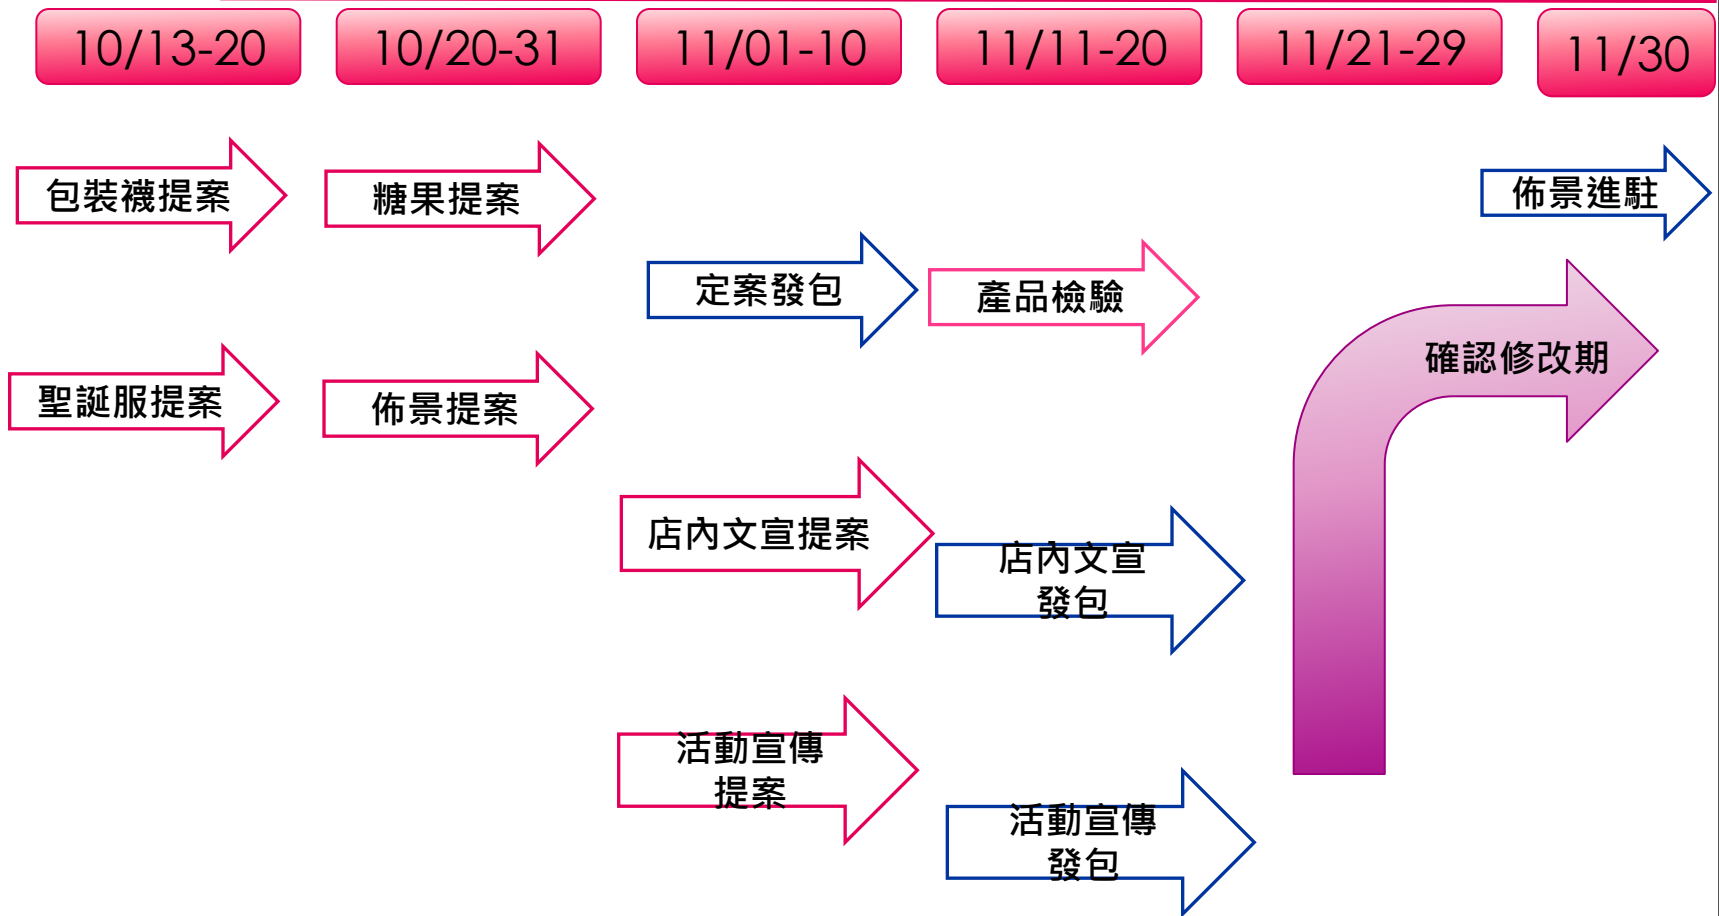 10/13-20
10/20-31
11/01-10
11/11-20
11/21-29
11/30
包裝襪提案
糖果提案
佈景進駐
定案發包
產品檢驗
確認修改期
聖誕服提案
佈景提案
店內文宣提案
店內文宣
發包
活動宣傳
提案
活動宣傳
發包